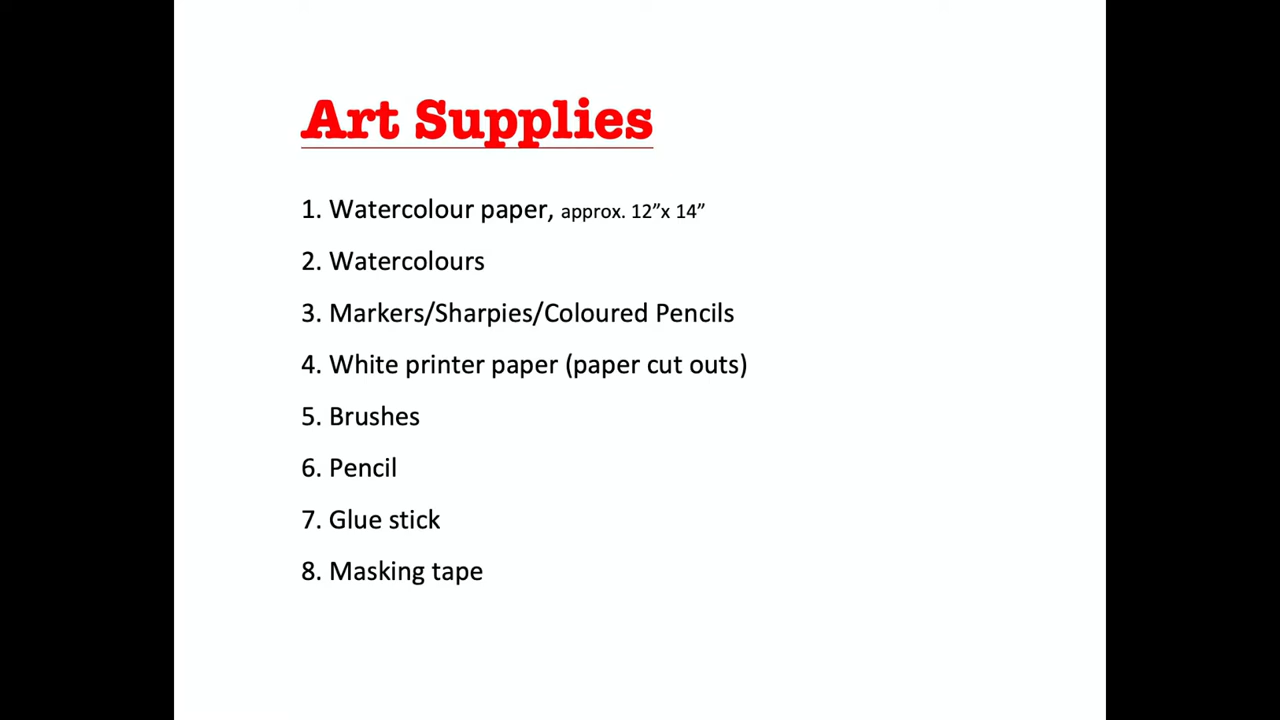 Art Supplies
1. Watercolour paper, approx. 12”x 14”
2. Watercolours
3. Markers/Sharpies/Coloured Pencils
4. White printer paper (paper cut outs)
5. Brushes
6. Pencil
7. Glue stick
8. Masking tape